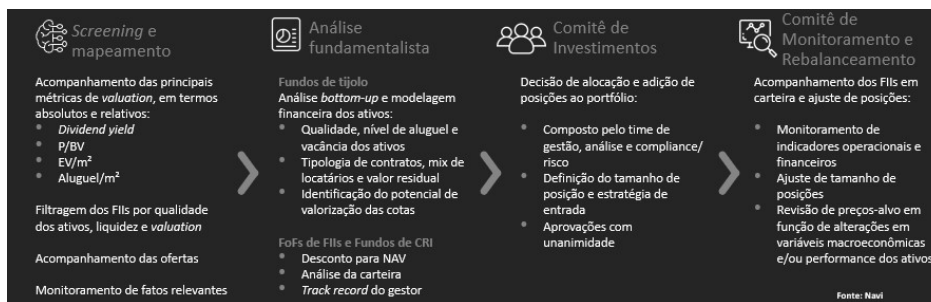 Screening e
mapeamento
Acompanhamento das principais
métricas de valuation, em termos
absolutos e relativos:
• Dividend yield
• P/BV
• EV/m²
• Aluguel/m²
Filtragem dos FIIs por qualidade
dos ativos, liquidez e valuation
Acompanhamento das ofertas
Monitoramento de fatos relevantes
Análise
fundamentalista
Fundos de tijolo
Análise bottom-up e modelagem
financeira dos ativos:
• Qualidade, nível de aluguel e
vacância dos ativos
• Tipologia de contratos, mix de
locatários e valor residual
• Identificação do potencial de
valorização das cotas
FoFs de FIIs e Fundos de CRI
• Desconto para NAV
• Análise da carteira
• Track record do gestor
Comitê de
Investimentos
Decisão de alocação e adição de
posições ao portfólio:
• Composto pelo time de
gestão, análise e compliance/
risco
• Definição do tamanho de
posição e estratégia de
entrada
• Aprovações com
unanimidade
Comitê de
Monitoramento e
Rebalanceamento
Acompanhamento dos FIIs em
carteira e ajuste de posições:
• Monitoramento de
indicadores operacionais e
financeiros
• Ajuste de tamanho de
posições
• Revisão de preços-alvo em
função de alterações em
variáveis macroeconômicas
e/ou performance dos ativos
Fonte: Navi